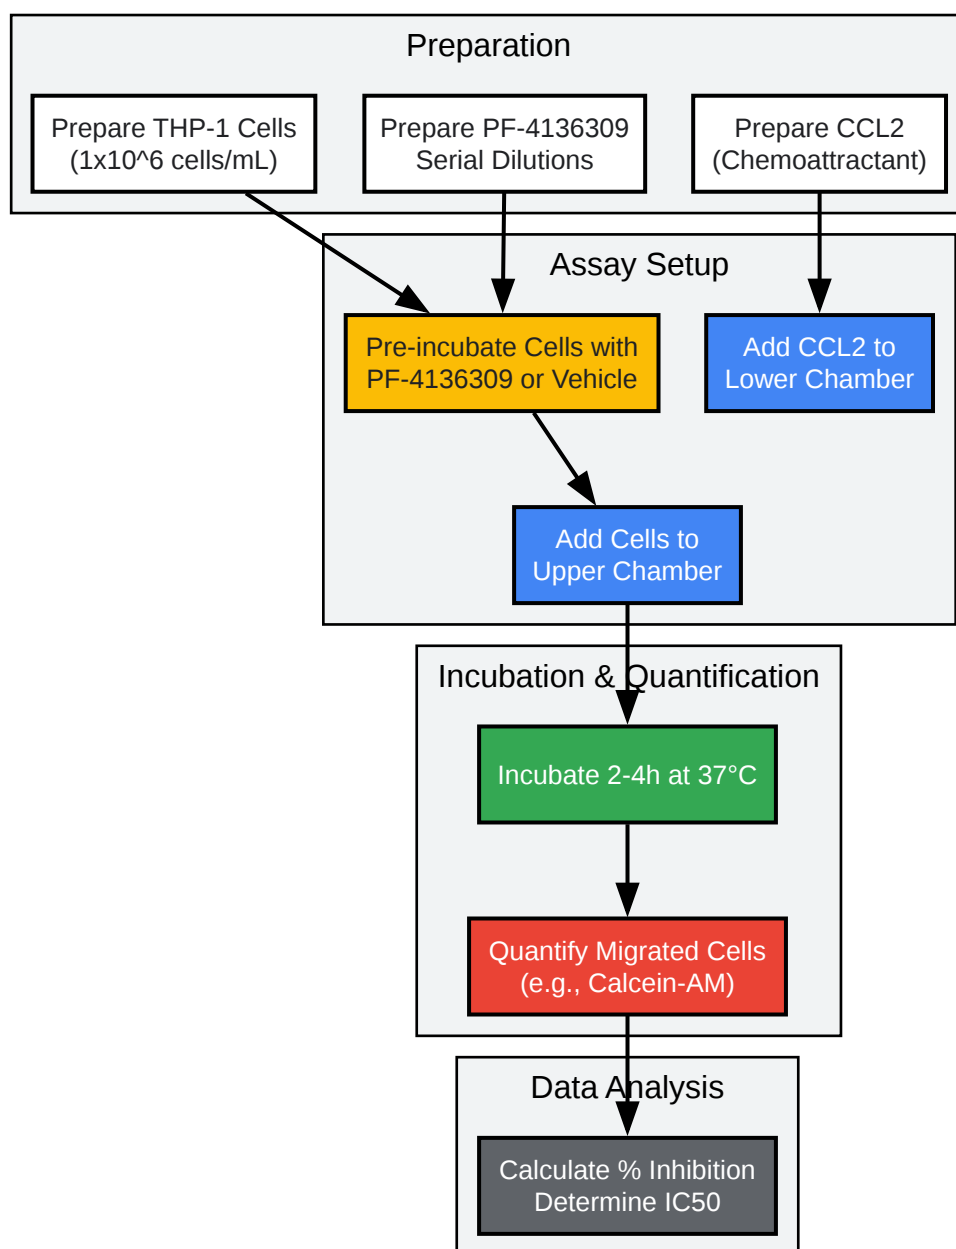 Preparation
Prepare THP-1 Cells
(1x10^6 cells/mL)
Prepare PF-4136309
Serial Dilutions
Prepare CCL2
(Chemoattractant)
Assay Setup
Pre-incubate Cells with
PF-4136309 or Vehicle
Add CCL2 to
Lower Chamber
Add Cells to
Upper Chamber
Incubation & Quantification
Incubate 2-4h at 37°C
Quantify Migrated Cells
(e.g., Calcein-AM)
Data Analysis
Calculate % Inhibition
Determine IC50